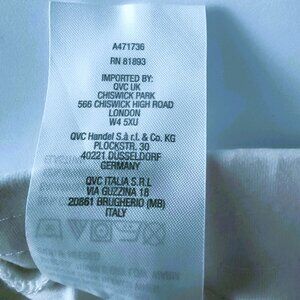 A471736
RN 81893
IMPORTED BY:
QVC UK
CHISWICK PARK
566 CHISWICK HIGH ROAD
LONDON
W4 5XU
QVC Handel S.à r.l. & Co. KG
PLOCKSTR. 30
40221 DÜSSELDORF
GERMANY
QVC ITALIA S.R.L
VIA GUZZINA 18
20861 BRUGHERIO (MB)
ITALY